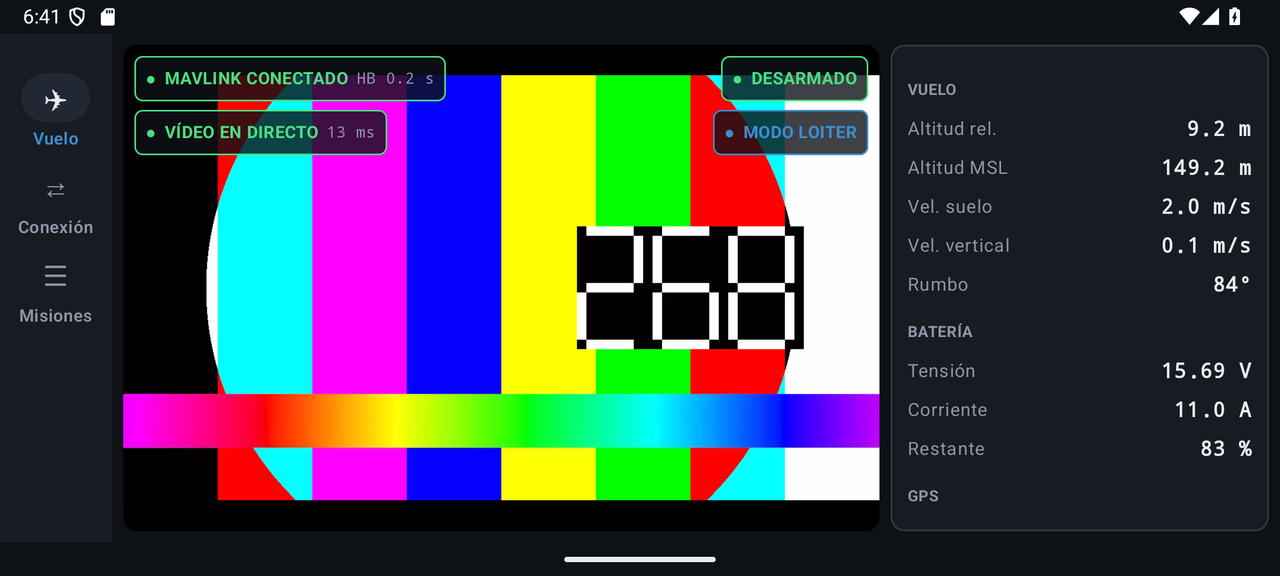 6:41
Vuelo
Conexión
Misiones
MAVLINK CONECTADO HB 0.2 s
VÍDEO EN DIRECTO 13 ms
DESARMADO
MODO LOITER
258
VUELO
Altitud rel. 9.2 m
Altitud MSL 149.2 m
Vel. suelo 2.0 m/s
Vel. vertical 0.1 m/s
Rumbo 84°
BATERÍA
Tensión 15.69 V
Corriente 11.0 A
Restante 83 %
GPS